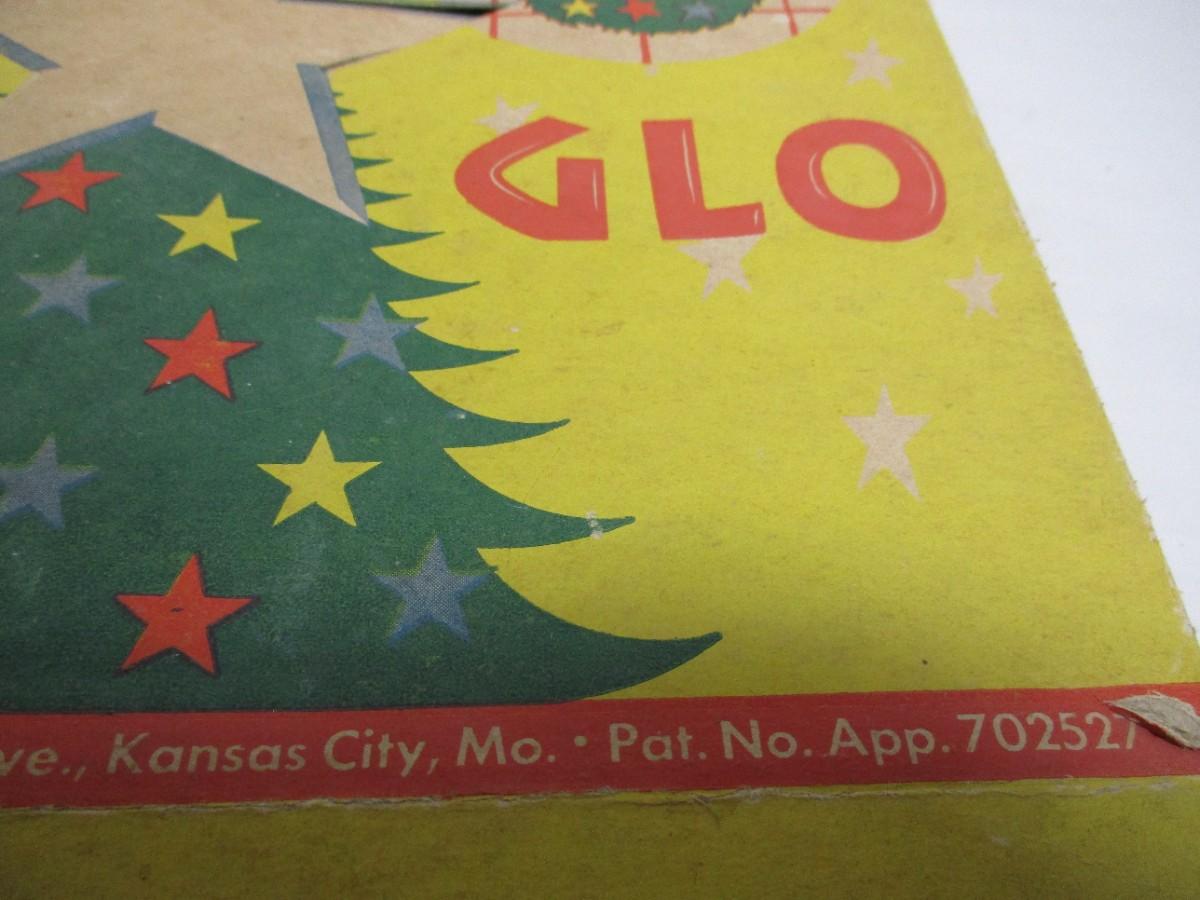 GLO
ve., Kansas City, Mo. • Pat. No. App. 702527